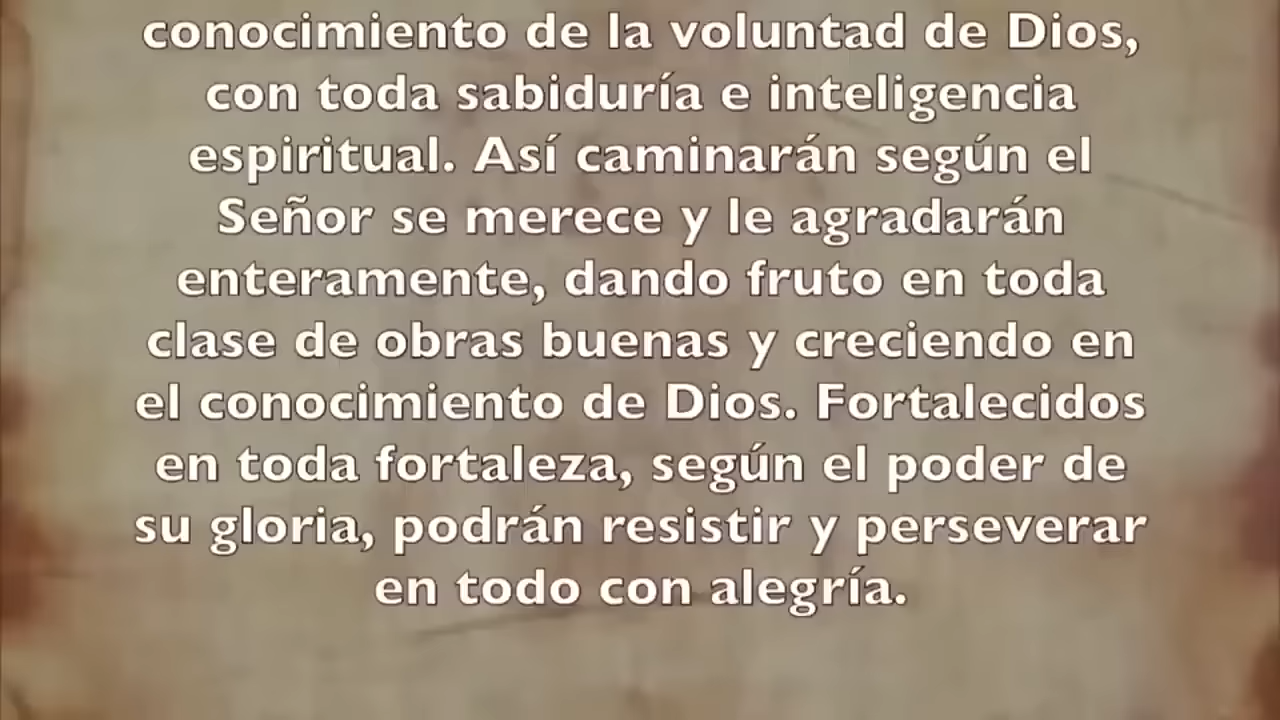 conocimiento de la voluntad de Dios,
con toda sabiduría e inteligencia
espiritual. Así caminarán según el
Señor se merece y le agradarán
enteramente, dando fruto en toda
clase de obras buenas y creciendo en
el conocimiento de Dios. Fortalecidos
en toda fortaleza, según el poder de
su gloria, podrán resistir y perseverar
en todo con alegría.